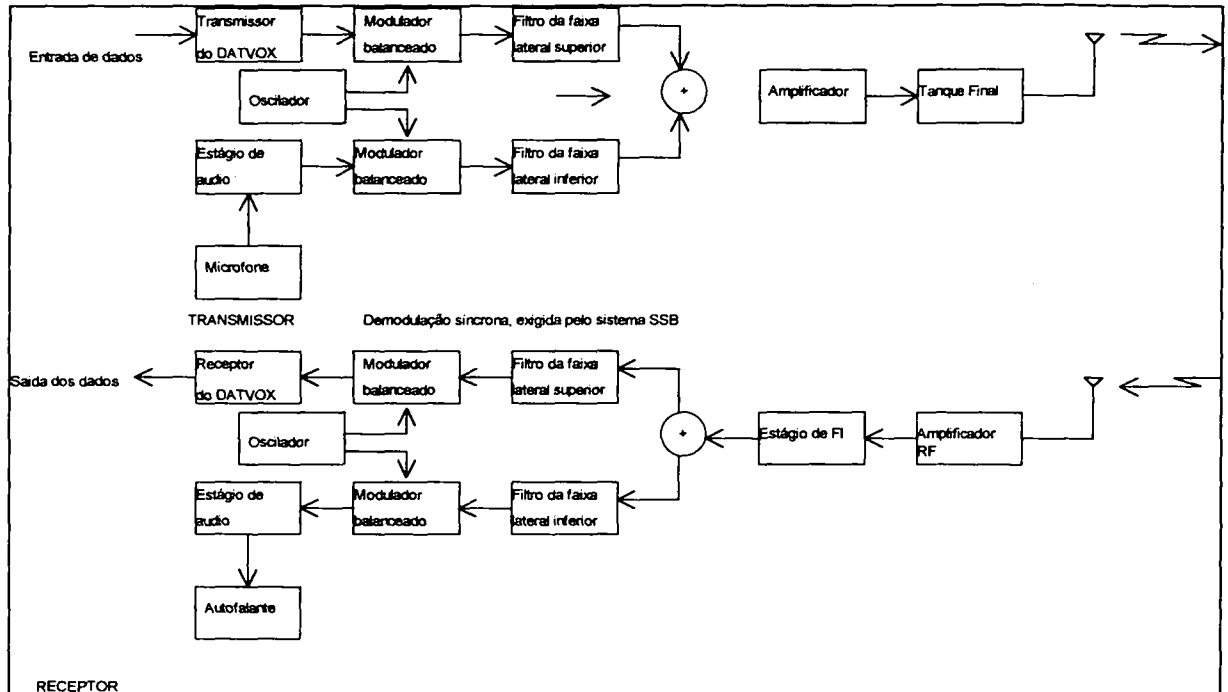 Transmissor
do DATVOX
Modulador
balanceado
Filtro da faixa
lateral superior
Entrada de dados
Oscilador
+
Amplificador
Tanque Final
Estágio de
audio
Modulador
balanceado
Filtro da faixa
lateral inferior
Microfone
TRANSMISSOR
Demodulação síncrona, exigida pelo sistema SSB
Saida dos dados
Receptor
do DATVOX
Modulador
balanceado
Filtro da faixa
lateral superior
Oscilador
+
Estágio de FI
Amplificador
RF
Estágio de
audio
Modulador
balanceado
Filtro da faixa
lateral inferior
Autofalante
RECEPTOR